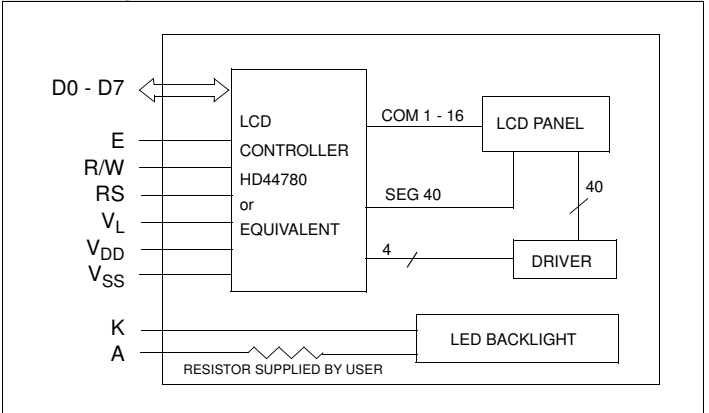 D0 - D7
E
R/W
RS
VL
VDD
VSS
K
A
LCD
CONTROLLER
HD44780
or
EQUIVALENT
COM 1 - 16
SEG 40
4
LCD PANEL
40
DRIVER
LED BACKLIGHT
RESISTOR SUPPLIED BY USER